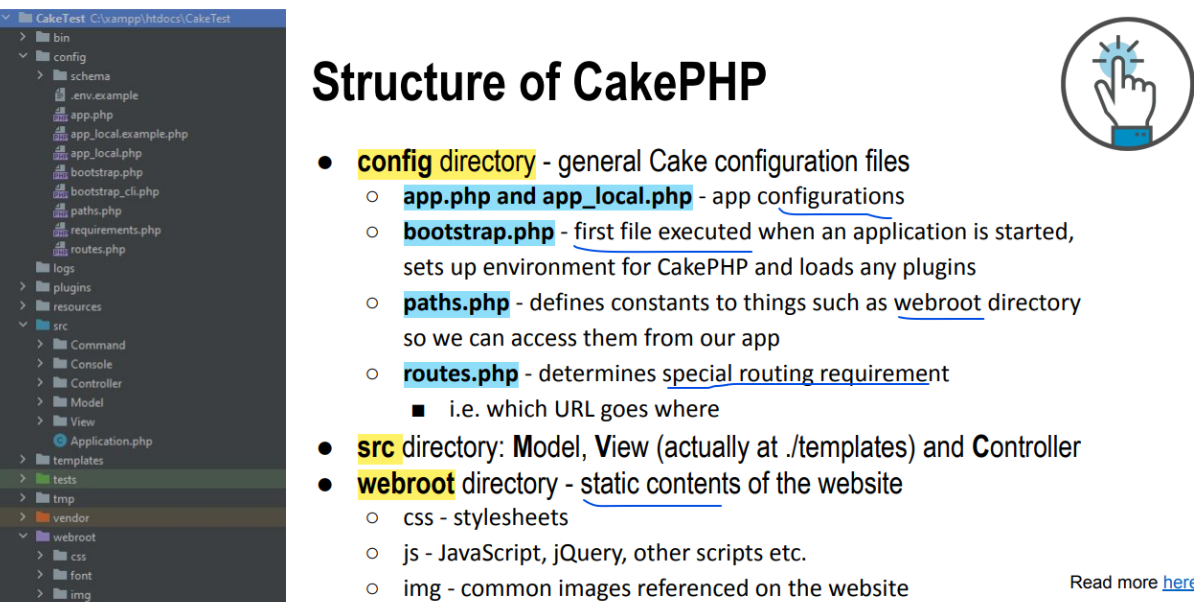 CakeTest C:\xampp\htdocs\CakeTest
bin
config
schema
.env.example
app.php
app_local.example.php
app_local.php
bootstrap.php
bootstrap_cli.php
paths.php
requirements.php
routes.php
logs
plugins
resources
src
Command
Console
Controller
Model
View
Application.php
templates
tests
tmp
vendor
webroot
css
font
img
Structure of CakePHP
● config directory - general Cake configuration files
○ app.php and app_local.php - app configurations
○ bootstrap.php - first file executed when an application is started,
sets up environment for CakePHP and loads any plugins
○ paths.php - defines constants to things such as webroot directory
so we can access them from our app
○ routes.php - determines special routing requirement
■ i.e. which URL goes where
● src directory: Model, View (actually at ./templates) and Controller
● webroot directory - static contents of the website
○ css - stylesheets
○ js - JavaScript, jQuery, other scripts etc.
○ img - common images referenced on the website
Read more here